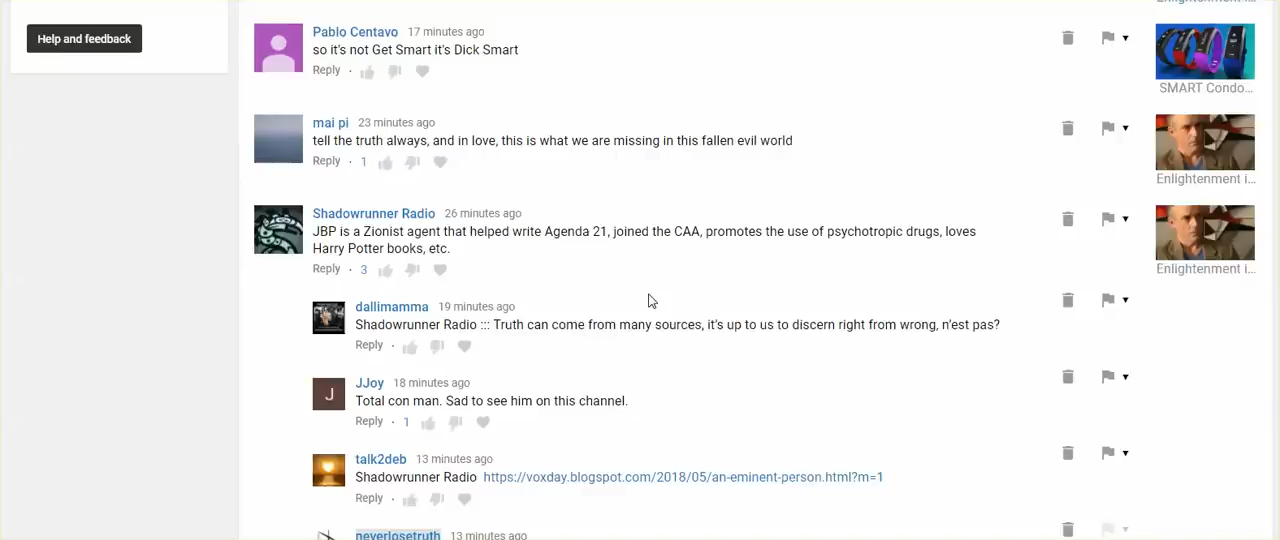 Enlightenment i...
Help and feedback
Pablo Centavo 17 minutes ago
so it's not Get Smart it's Dick Smart
Reply ·
SMART Condo...
mai pi 23 minutes ago
tell the truth always, and in love, this is what we are missing in this fallen evil world
Reply · 1
Enlightenment i...
Shadowrunner Radio 26 minutes ago
JBP is a Zionist agent that helped write Agenda 21, joined the CAA, promotes the use of psychotropic drugs, loves
Harry Potter books, etc.
Reply · 3
Enlightenment i...
dallimamma 19 minutes ago
Shadowrunner Radio ::: Truth can come from many sources, it's up to us to discern right from wrong, n'est pas?
Reply ·
J
JJoy 18 minutes ago
Total con man. Sad to see him on this channel.
Reply · 1
talk2deb 13 minutes ago
Shadowrunner Radio https://voxday.blogspot.com/2018/05/an-eminent-person.html?m=1
Reply ·
neverlosetruth 13 minutes ago